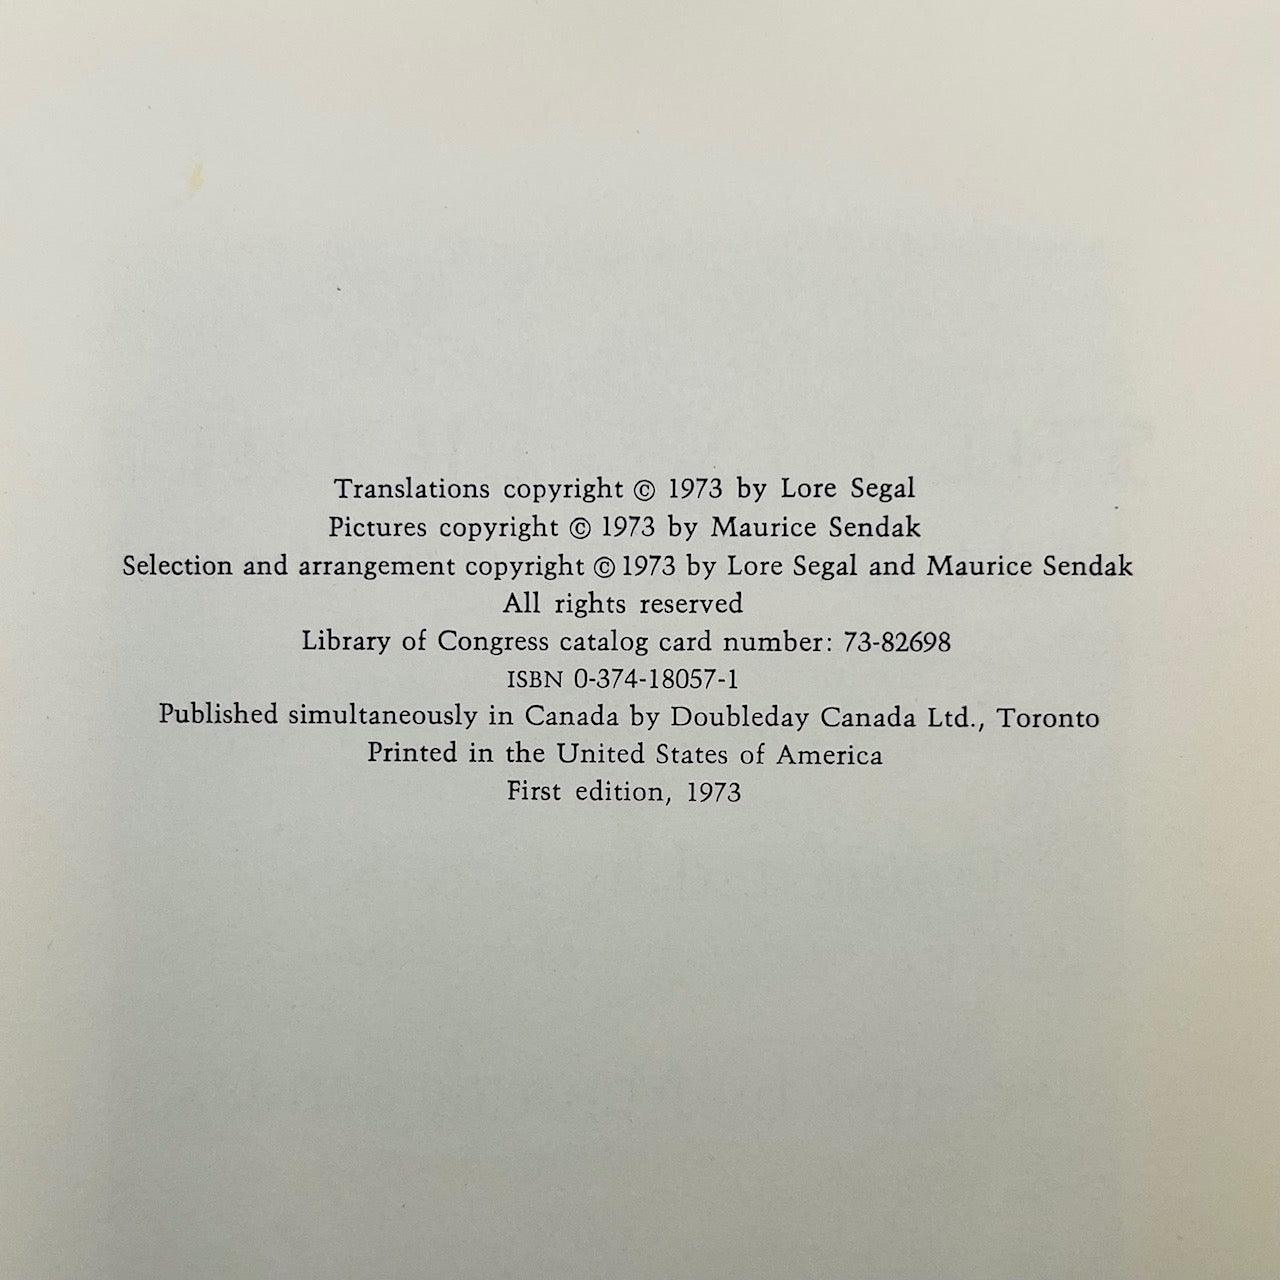 Translations copyright © 1973 by Lore Segal
Pictures copyright © 1973 by Maurice Sendak
Selection and arrangement copyright © 1973 by Lore Segal and Maurice Sendak
All rights reserved
Library of Congress catalog card number: 73-82698
ISBN 0-374-18057-1
Published simultaneously in Canada by Doubleday Canada Ltd., Toronto
Printed in the United States of America
First edition, 1973